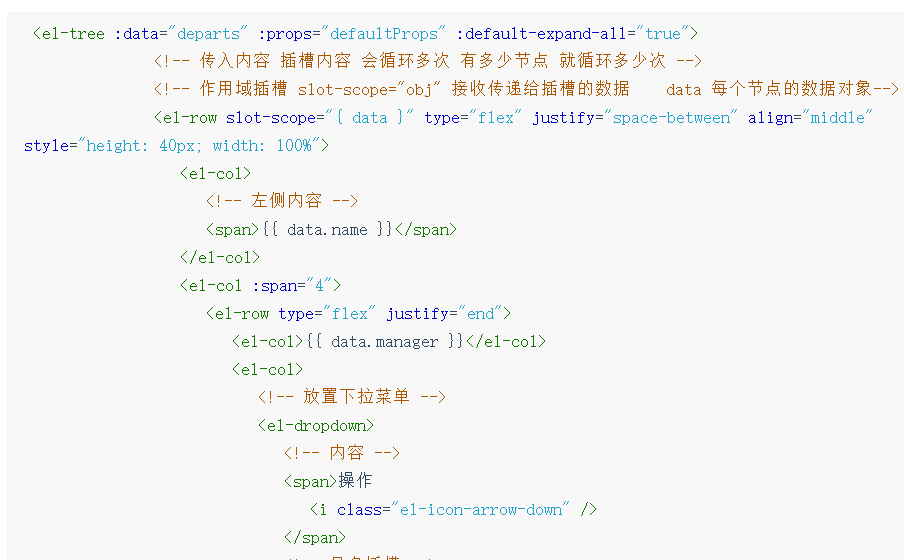 <el-tree :data="departs" :props="defaultProps" :default-expand-all="true">
<!-- 传入内容 插槽内容 会循环多次 有多少节点 就循环多少次 -->
<!-- 作用域插槽 slot-scope="obj" 接收传递给插槽的数据    data 每个节点的数据对象-->
<el-row slot-scope="{ data }" type="flex" justify="space-between" align="middle"
style="height: 40px; width: 100%">
<el-col>
<!-- 左侧内容 -->
<span>{{ data.name }}</span>
</el-col>
<el-col :span="4">
<el-row type="flex" justify="end">
<el-col>{{ data.manager }}</el-col>
<el-col>
<!-- 放置下拉菜单 -->
<el-dropdown>
<!-- 内容 -->
<span>操作
<i class="el-icon-arrow-down" />
</span>